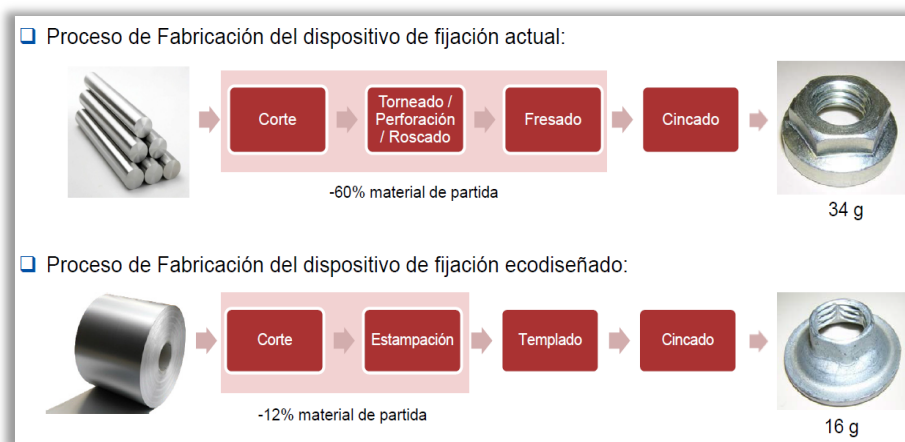 Proceso de Fabricación del dispositivo de fijación actual:
Corte
Torneado /
Perforación
/ Roscado
Fresado
Cincado
-60% material de partida
34 g
Proceso de Fabricación del dispositivo de fijación ecodiseñado:
Corte
Estampación
Templado
Cincado
-12% material de partida
16 g